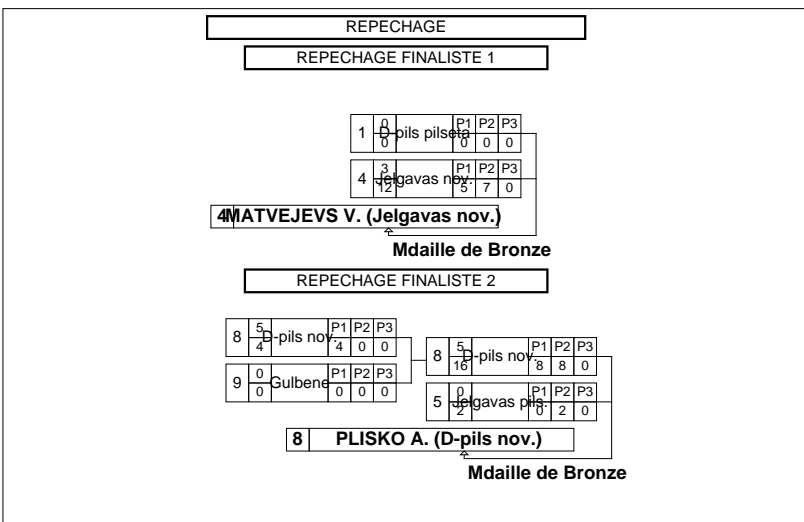 REPECHAGE
REPECHAGE FINALISTE 1
1 0 D-pils pilseta P1 P2 P3
0 0 0 0
4 3 Jelgavas nov. P1 P2 P3
12 5 7 0
4 MATVEJEVS V. (Jelgavas nov.)
Mdaille de Bronze
REPECHAGE FINALISTE 2
8 5 D-pils nov. P1 P2 P3
4 4 0 0
9 0 Gulbene P1 P2 P3
0 0 0 0
8 5 D-pils nov. P1 P2 P3
16 8 8 0
5 0 Jelgavas pils. P1 P2 P3
2 0 2 0
8 PLISKO A. (D-pils nov.)
Mdaille de Bronze